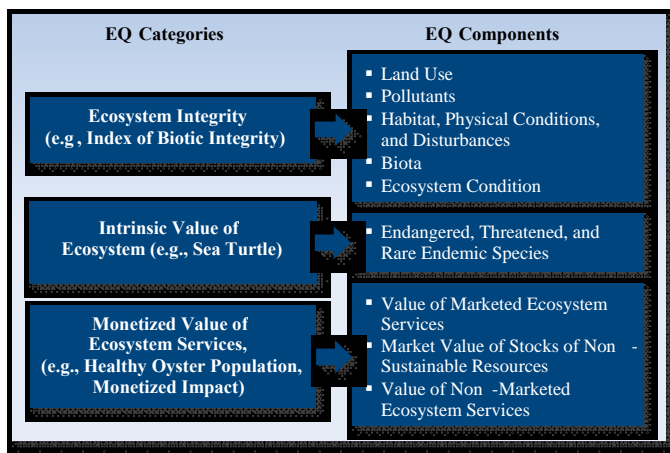 EQ Categories
EQ Components
Ecosystem Integrity
(e.g , Index of Biotic Integrity)
▪ Land Use
▪ Pollutants
▪ Habitat, Physical Conditions,
and Disturbances
▪ Biota
▪ Ecosystem Condition
Intrinsic Value of
Ecosystem (e.g., Sea Turtle)
▪ Endangered, Threatened, and
Rare Endemic Species
Monetized Value of
Ecosystem Services,
(e.g., Healthy Oyster Population,
Monetized Impact)
▪ Value of Marketed Ecosystem
Services
▪ Market Value of Stocks of Non -
Sustainable Resources
▪ Value of Non -Marketed
Ecosystem Services